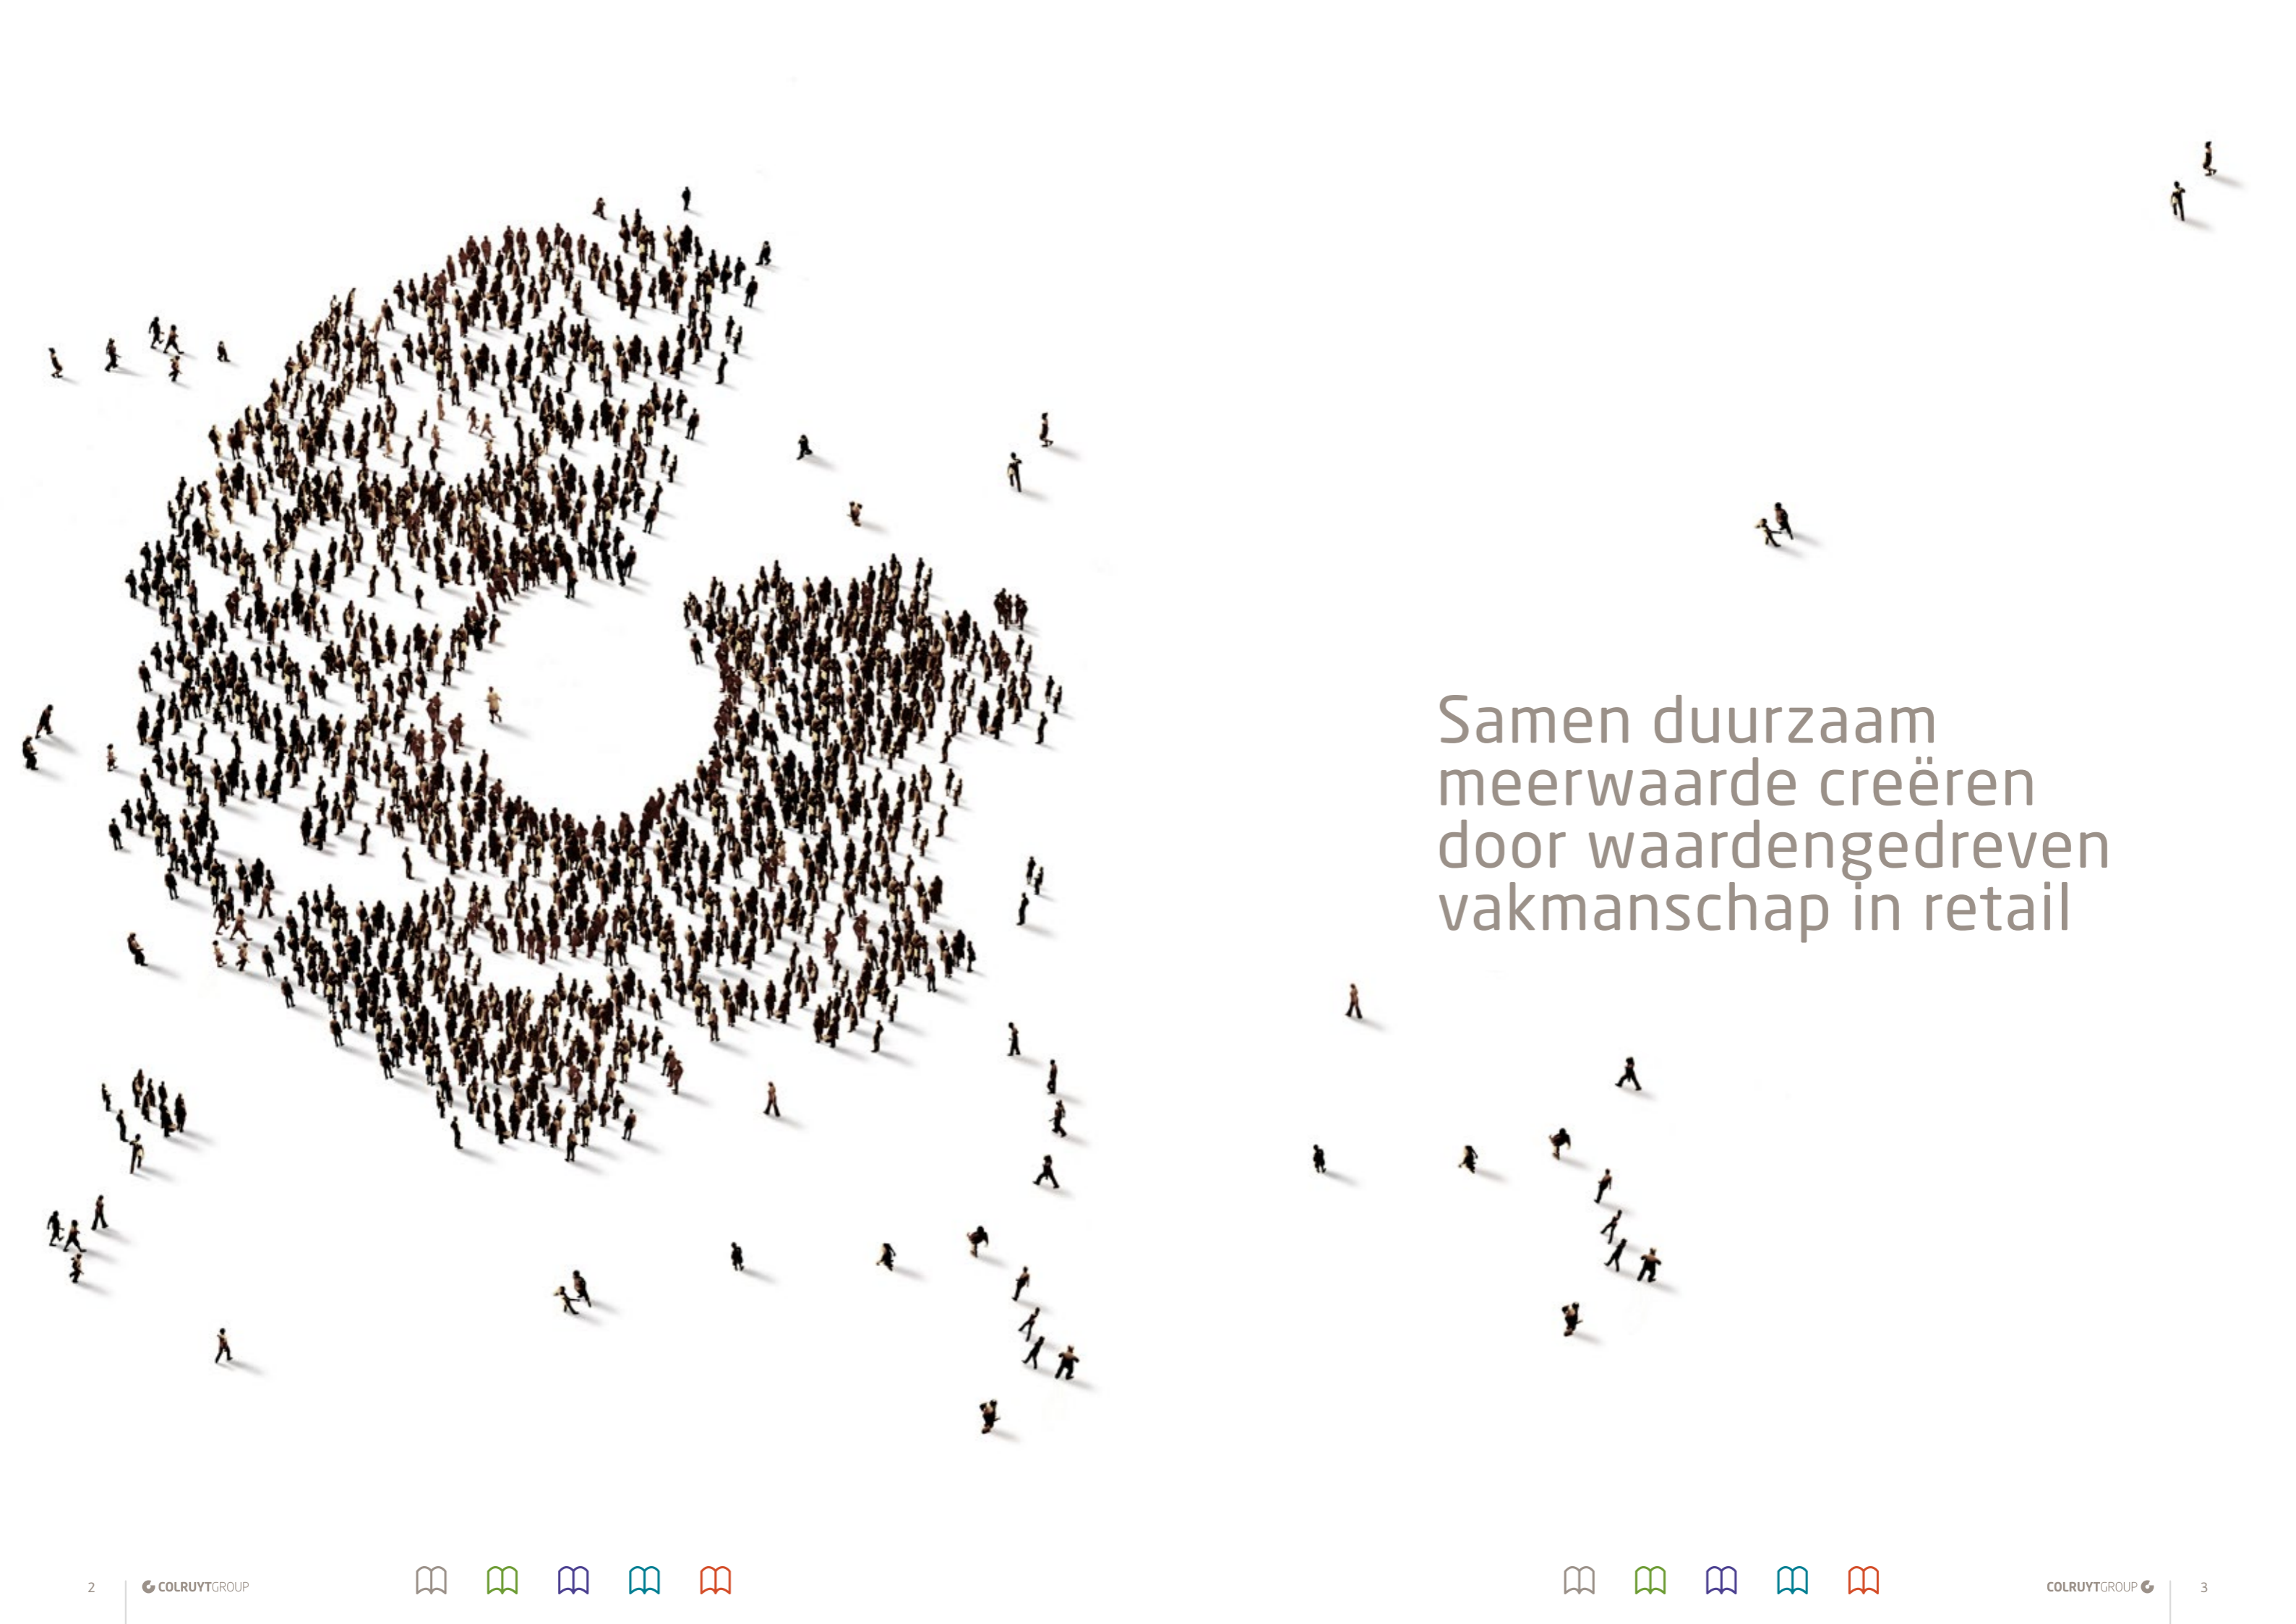 Samen duurzaam
meerwaarde creëren
door waardengedreven
vakmanschap in retail
2
COLRUYTGROUP
COLRUYTGROUP
3